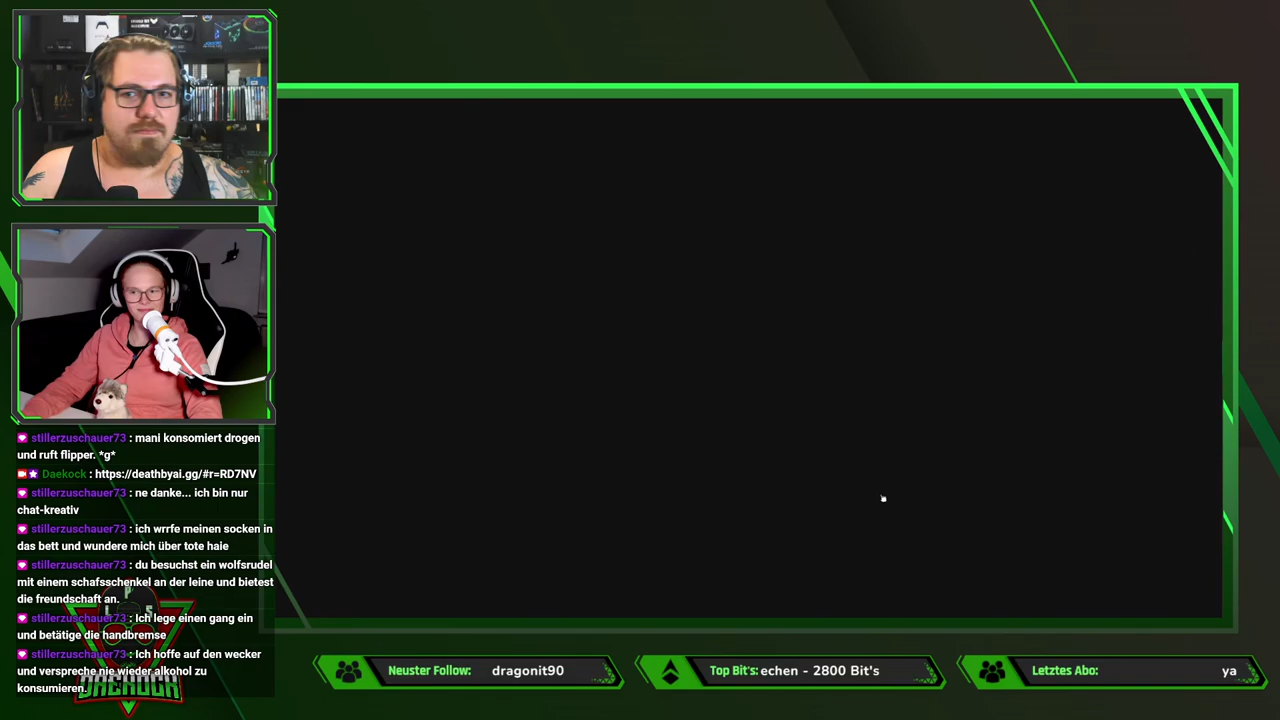 stillerzuschauer73 : mani konsomiert drogen
und ruft flipper. *g*
Daekock : https://deathbyai.gg/#r=RD7NV
stillerzuschauer73 : ne danke... ich bin nur
chat-kreativ
stillerzuschauer73 : ich wrrfe meinen socken in
das bett und wundere mich über tote haie
stillerzuschauer73 : du besuchst ein wolfsrudel
mit einem schafsschenkel an der leine und bietest
die freundschaft an.
stillerzuschauer73 : Ich lege einen gang ein
und betätige die handbremse
stillerzuschauer73 : Ich hoffe auf den wecker
und verspreche nie wieder alkohol zu
konsumieren.
DAEKOCK
Neuster Follow: dragonit90
Top Bit's: echen - 2800 Bit's
Letztes Abo: ya